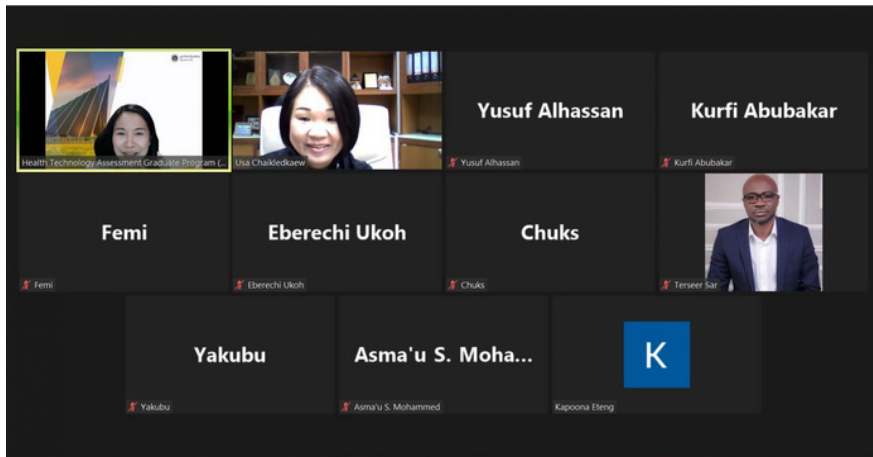 Health Technology Assessment Graduate Program (...
Usa Chaikledkaew
Yusuf Alhassan
Yusuf Alhassan
Kurfi Abubakar
Kurfi Abubakar
Femi
Femi
Eberechi Ukoh
Eberechi Ukoh
Chuks
Chuks
Terseer Sar
Yakubu
Yakubu
Asma'u S. Moha...
Asma'u S. Mohammed
K
Kapoona Eteng